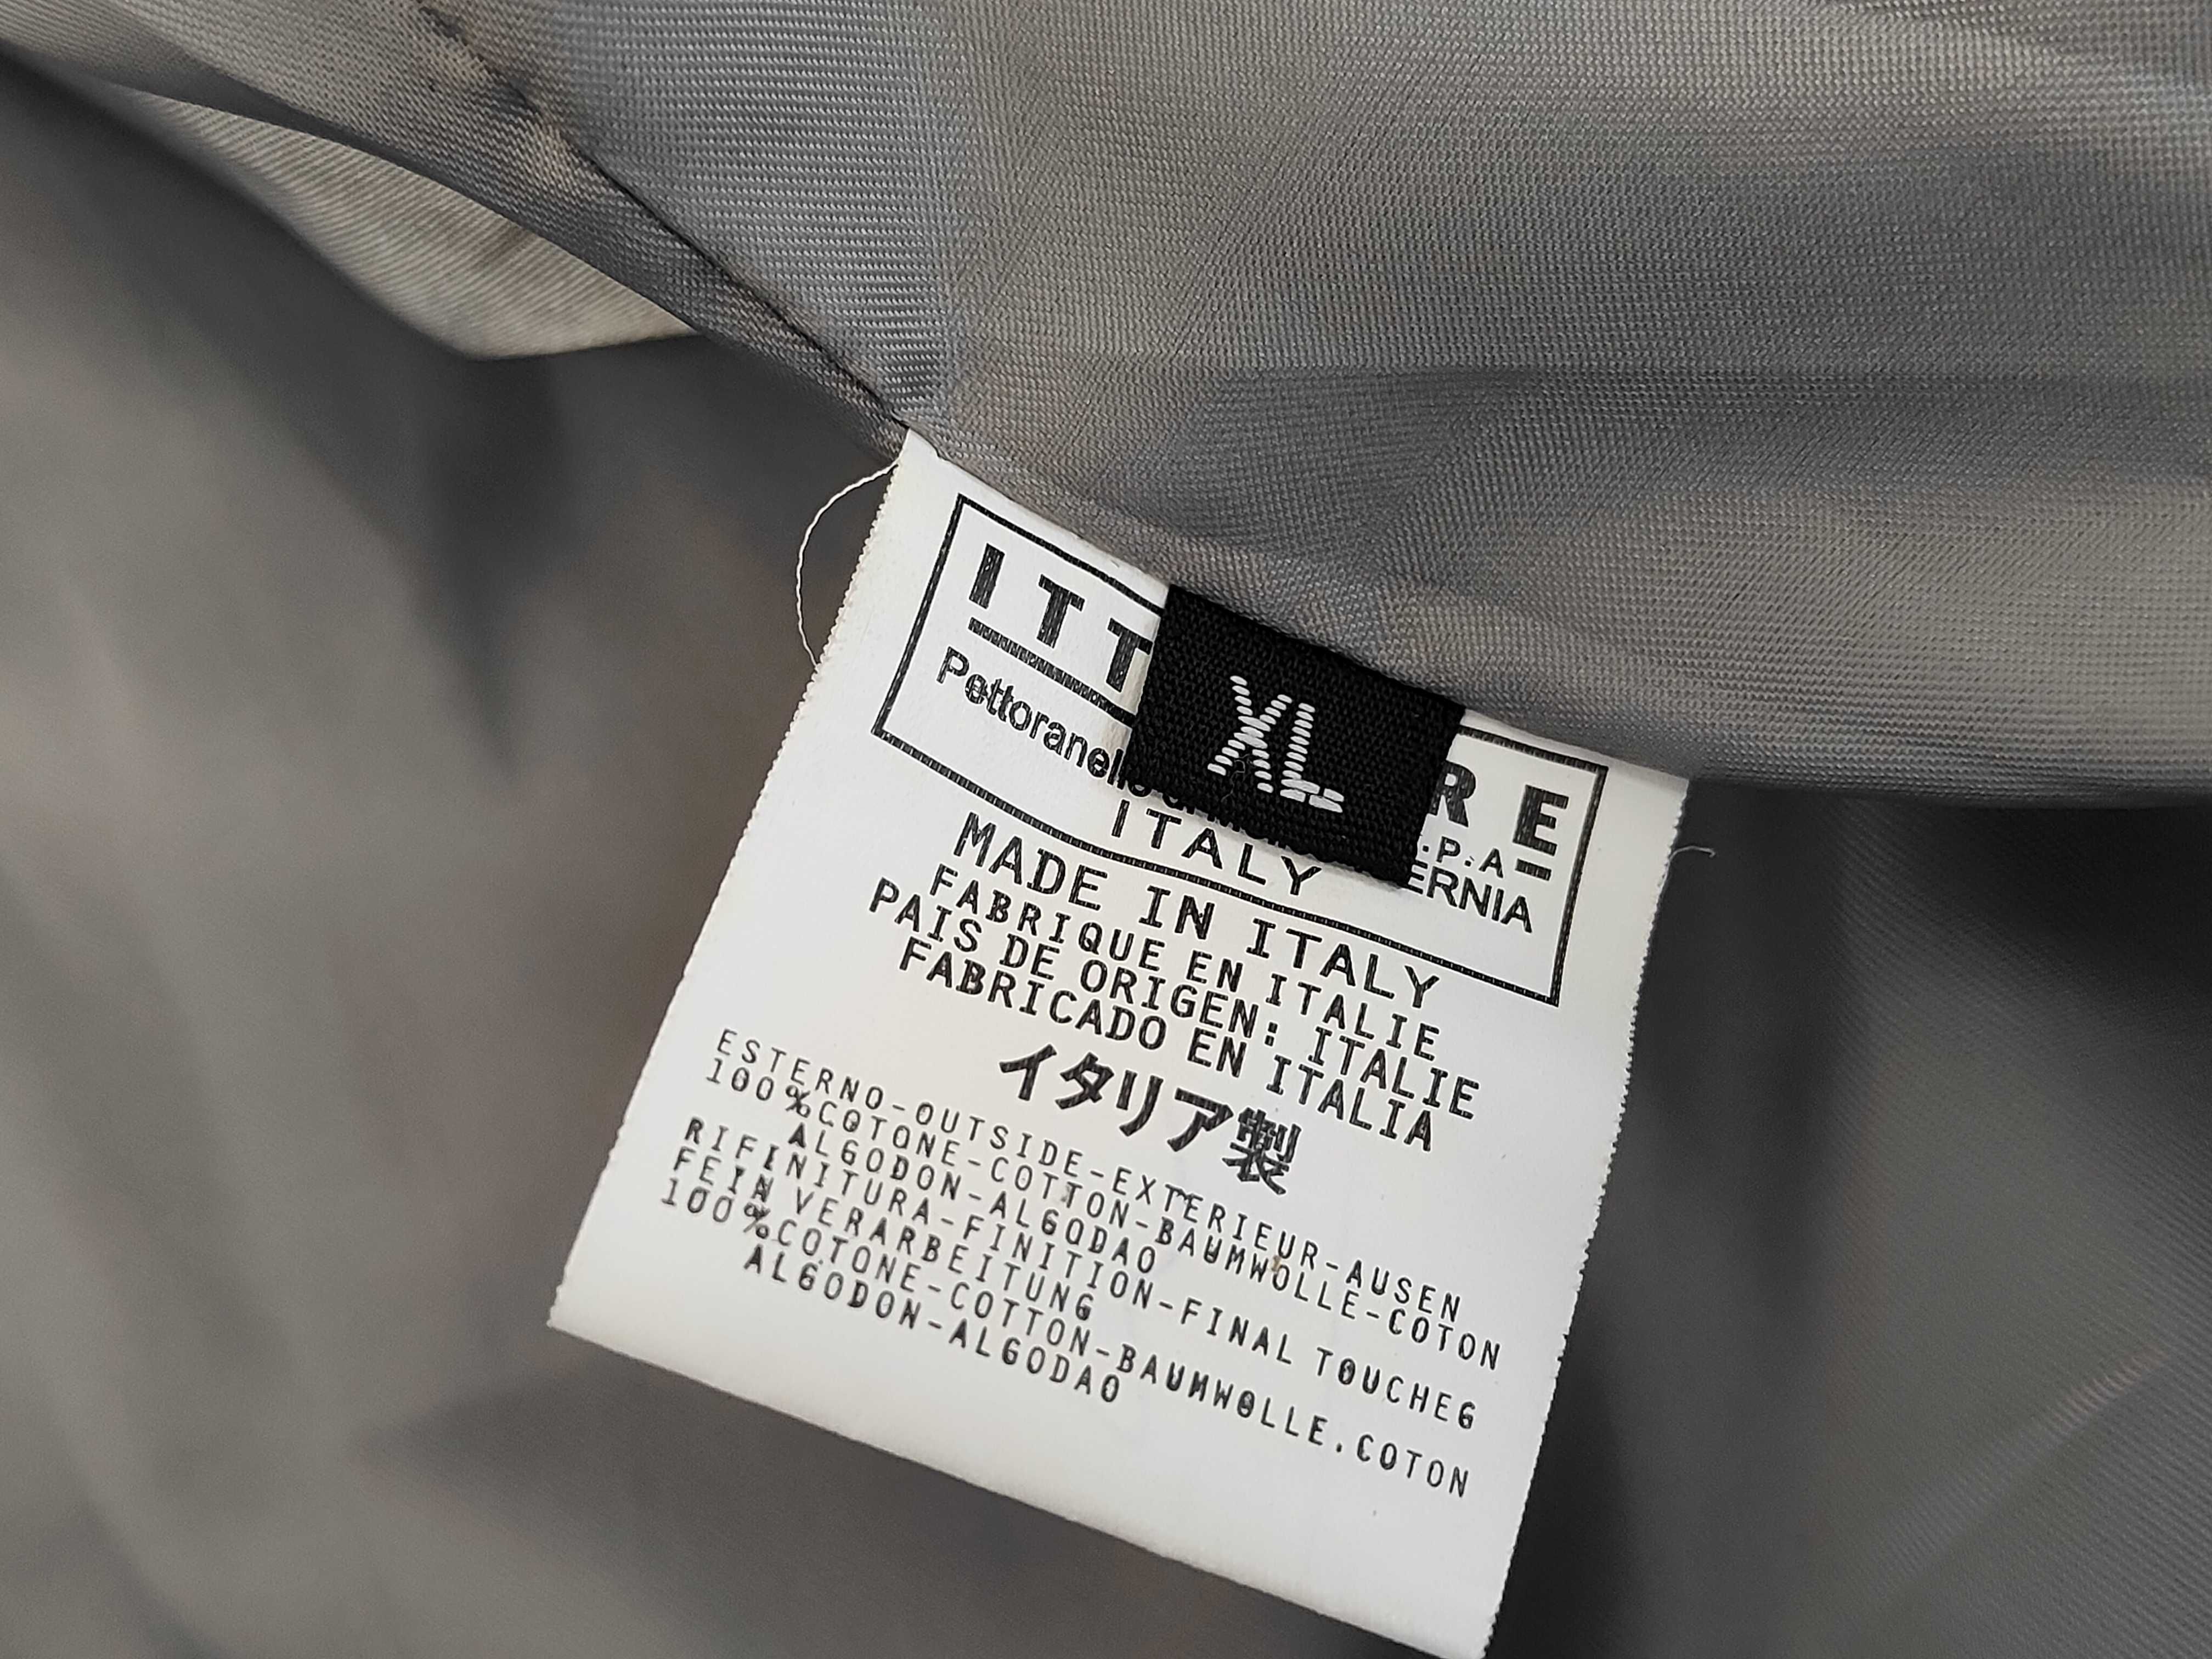 XL
ITT RE
.P.A
Pettoranello ERNIA
ITALY
MADE IN ITALY
FABRIQUE EN ITALIE
PAIS DE ORIGEN: ITALIE
FABRICADO EN ITALIA
イタリア製
ESTERNO-OUTSIDE-EXTERIEUR-AUSEN
100%COTONE-COTTON-BAUMWOLLE-COTON
ALGODON-ALGODAO
RIFINITURA-FINITION-FINAL TOUCHEG
FEIN VERARBEITUNG
100%COTONE-COTTON-BAUMWOLLE.COTON
ALGODON-ALGODAO